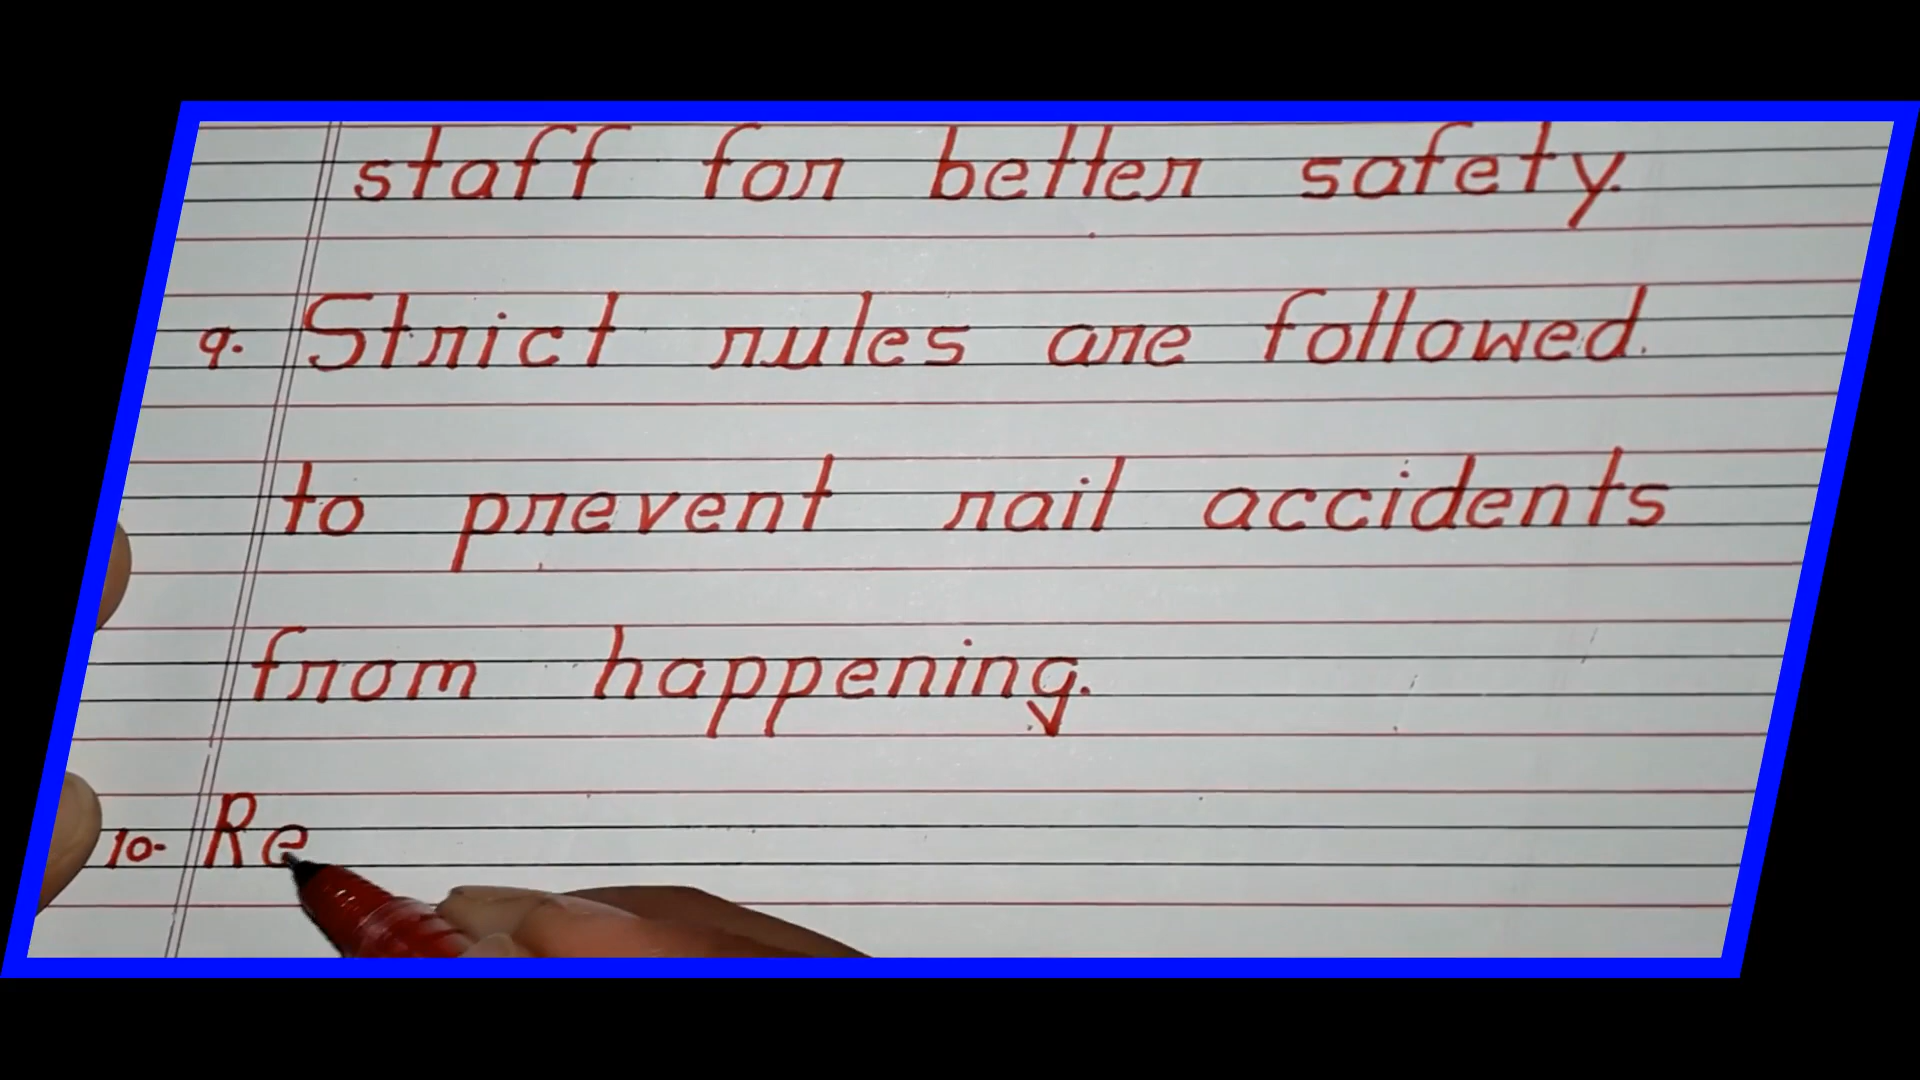 staff for better safety.
9. Strict rules are followed.
to prevent rail accidents
from happening.
10- Re